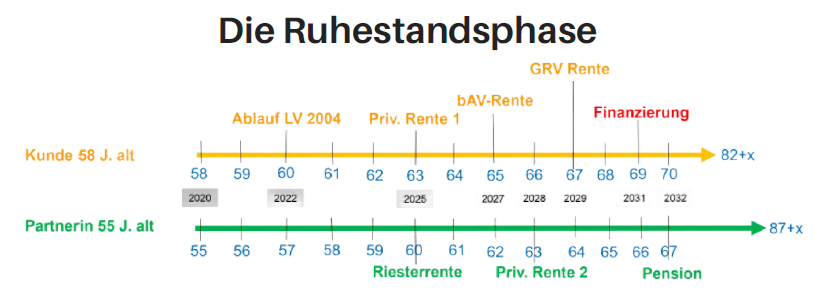 Die Ruhestandsphase
GRV Rente
bAV-Rente
Finanzierung
Ablauf LV 2004
Priv. Rente 1
Kunde 58 J. alt
82+x
58 59 60 61 62 63 64 65 66 67 68 69 70
2020 2022 2025 2027 2028 2029 2031 2032
Partnerin 55 J. alt
87+x
55 56 57 58 59 60 61 62 63 64 65 66 67
Riesterrente
Priv. Rente 2
Pension